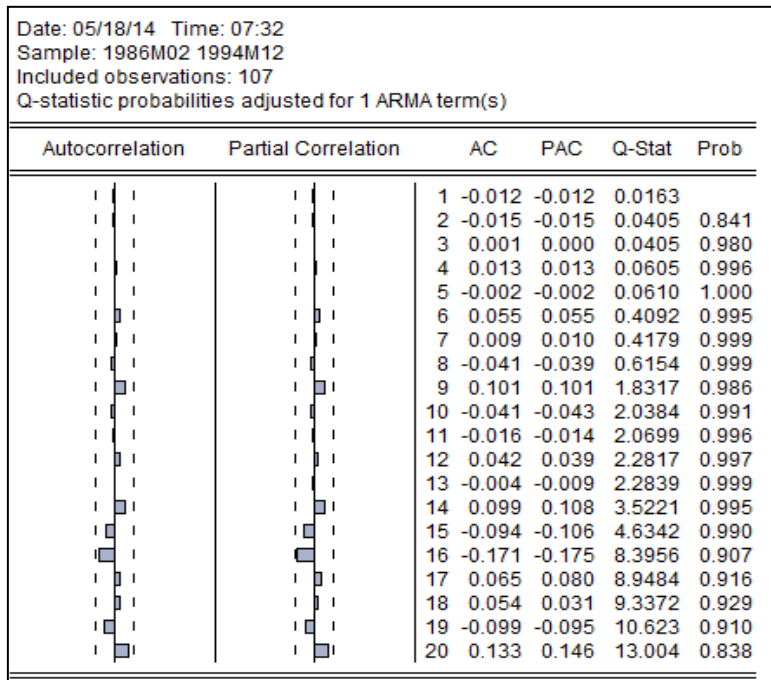 Date: 05/18/14 Time: 07:32
Sample: 1986M02 1994M12
Included observations: 107
Q-statistic probabilities adjusted for 1 ARMA term(s)
Autocorrelation Partial Correlation AC PAC Q-Stat Prob
1 -0.012 -0.012 0.0163
2 -0.015 -0.015 0.0405 0.841
3 0.001 0.000 0.0405 0.980
4 0.013 0.013 0.0605 0.996
5 -0.002 -0.002 0.0610 1.000
6 0.055 0.055 0.4092 0.995
7 0.009 0.010 0.4179 0.999
8 -0.041 -0.039 0.6154 0.999
9 0.101 0.101 1.8317 0.986
10 -0.041 -0.043 2.0384 0.991
11 -0.016 -0.014 2.0699 0.996
12 0.042 0.039 2.2817 0.997
13 -0.004 -0.009 2.2839 0.999
14 0.099 0.108 3.5221 0.995
15 -0.094 -0.106 4.6342 0.990
16 -0.171 -0.175 8.3956 0.907
17 0.065 0.080 8.9484 0.916
18 0.054 0.031 9.3372 0.929
19 -0.099 -0.095 10.623 0.910
20 0.133 0.146 13.004 0.838